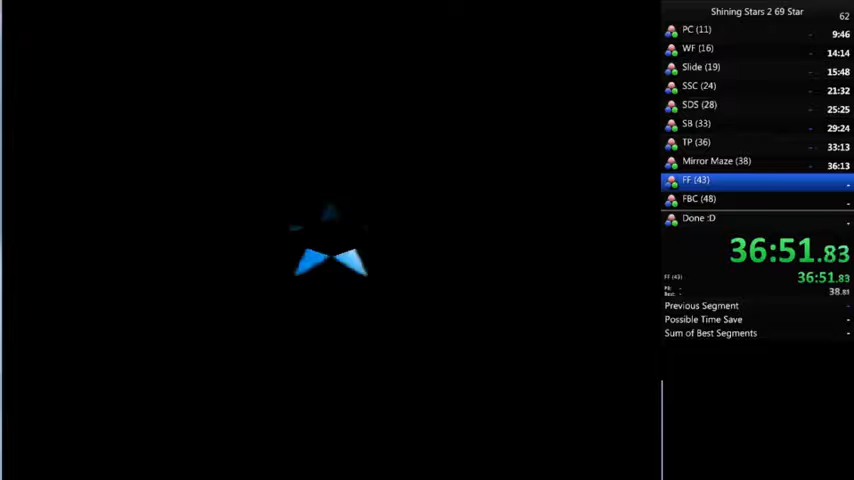 Shining Stars 2 69 Star
62
PC (11) - 9:46
WF (16) - 14:14
Slide (19) - 15:48
SSC (24) - 21:32
SDS (28) - 25:25
SB (33) - 29:24
TP (36) - 33:13
Mirror Maze (38) - 36:13
FF (43) -
FBC (48) -
Done :D -
36:51.83
FF (43) 36:51.83
PB: -
Best: - 38.81
Previous Segment -
Possible Time Save -
Sum of Best Segments -